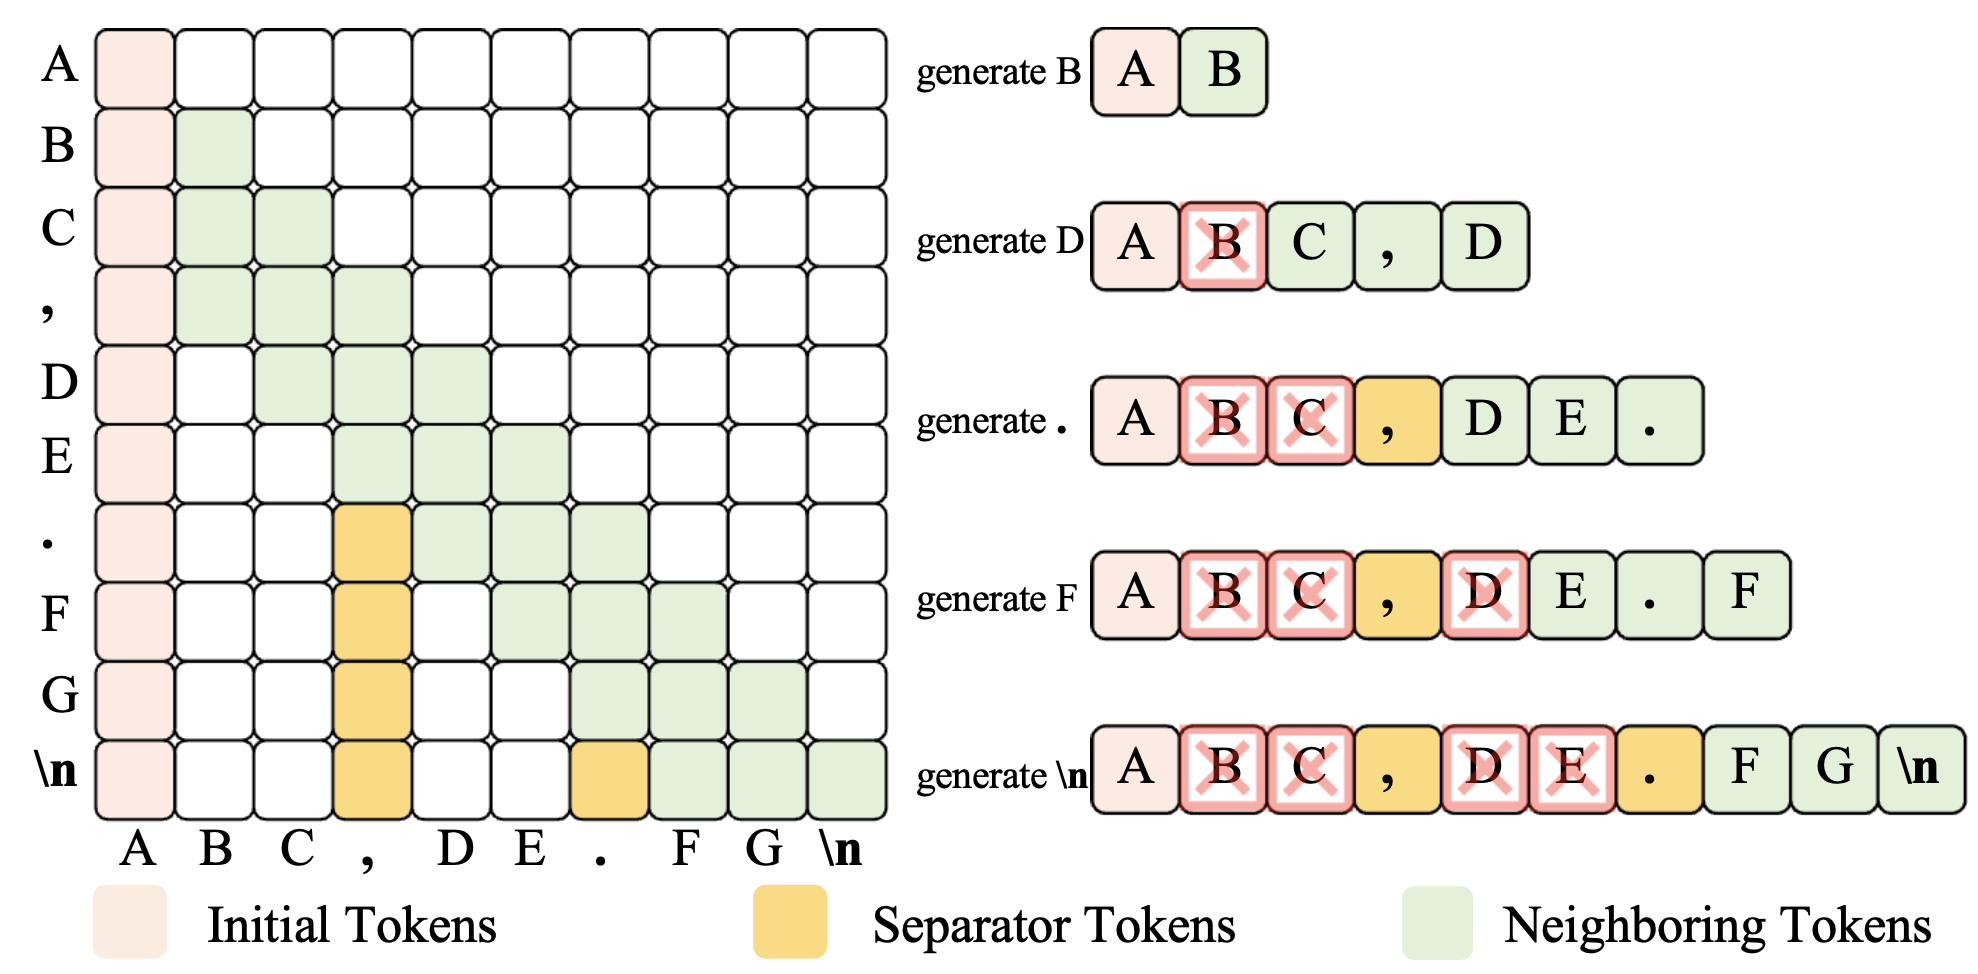 A
B
C
,
D
E
.
F
G
\n
A B C , D E . F G \n
generate B A B
generate D A B C , D
generate . A B C , D E .
generate F A B C , D E . F
generate \n A B C , D E . F G \n
Initial Tokens Separator Tokens Neighboring Tokens